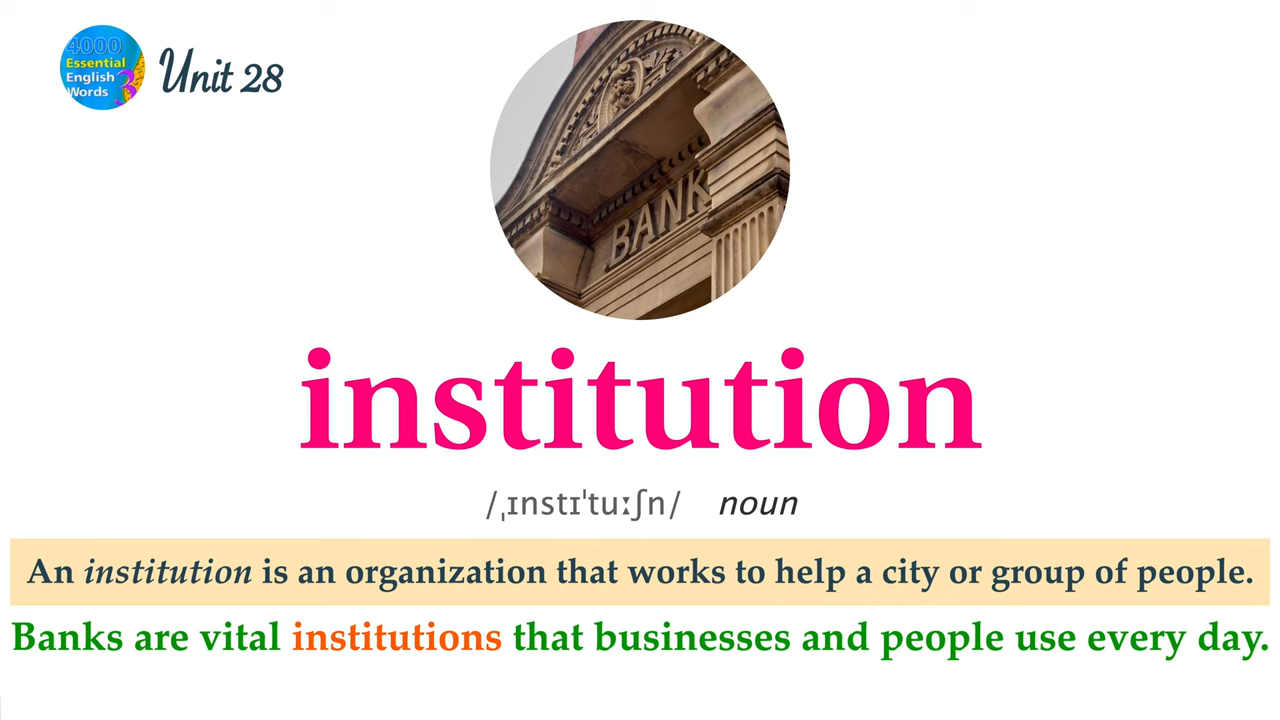 4000
Essential
English
Words 3
Unit 28
BANK
institution
/ˌɪnstɪˈtuːʃn/ noun
An institution is an organization that works to help a city or group of people.
Banks are vital institutions that businesses and people use every day.